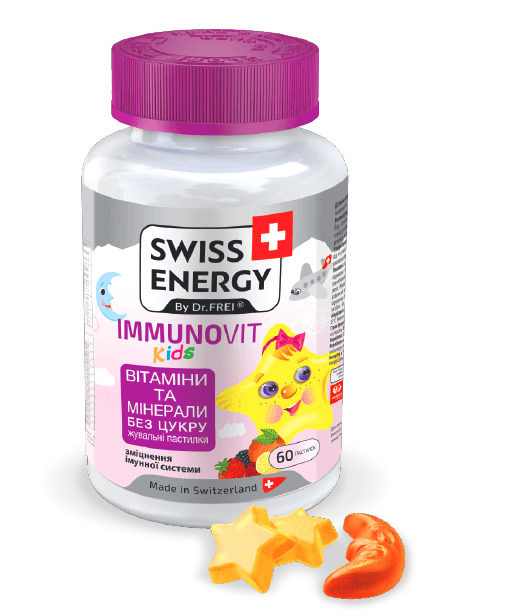 SWISS
ENERGY
By Dr.FREI®
IMMUNOVIT
Kids
ВІТАМІНИ
ТА
МІНЕРАЛИ
БЕЗ ЦУКРУ
жувальні пастилки
зміцнення
імунної системи
60 пастилок
Made in Switzerland